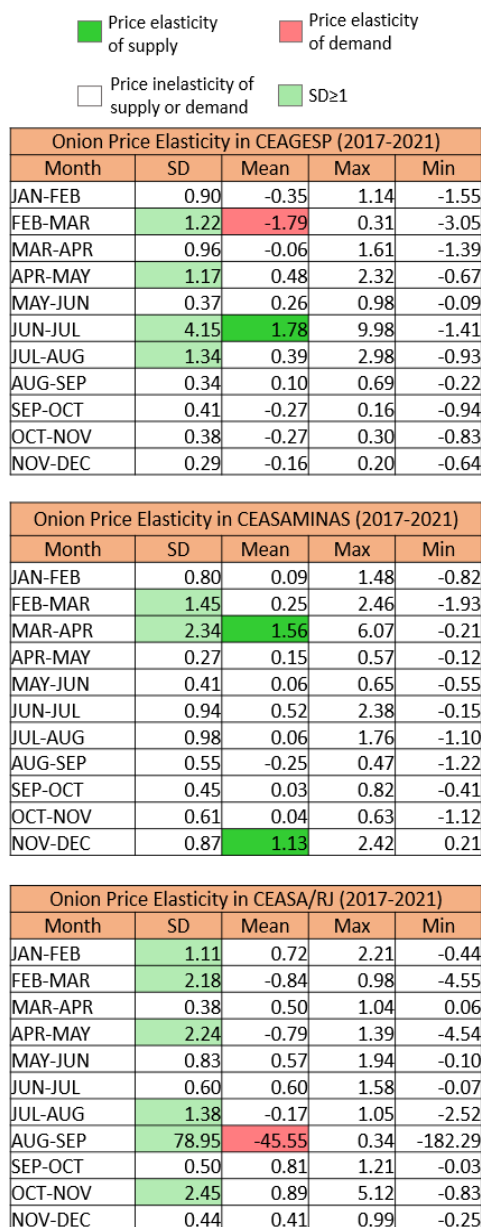 Price elasticity of supply
Price elasticity of demand
Price inelasticity of supply or demand
SD≥1
Onion Price Elasticity in CEAGESP (2017-2021)
Month SD Mean Max Min
JAN-FEB 0.90 -0.35 1.14 -1.55
FEB-MAR 1.22 -1.79 0.31 -3.05
MAR-APR 0.96 -0.06 1.61 -1.39
APR-MAY 1.17 0.48 2.32 -0.67
MAY-JUN 0.37 0.26 0.98 -0.09
JUN-JUL 4.15 1.78 9.98 -1.41
JUL-AUG 1.34 0.39 2.98 -0.93
AUG-SEP 0.34 0.10 0.69 -0.22
SEP-OCT 0.41 -0.27 0.16 -0.94
OCT-NOV 0.38 -0.27 0.30 -0.83
NOV-DEC 0.29 -0.16 0.20 -0.64
Onion Price Elasticity in CEASAMINAS (2017-2021)
Month SD Mean Max Min
JAN-FEB 0.80 0.09 1.48 -0.82
FEB-MAR 1.45 0.25 2.46 -1.93
MAR-APR 2.34 1.56 6.07 -0.21
APR-MAY 0.27 0.15 0.57 -0.12
MAY-JUN 0.41 0.06 0.65 -0.55
JUN-JUL 0.94 0.52 2.38 -0.15
JUL-AUG 0.98 0.06 1.76 -1.10
AUG-SEP 0.55 -0.25 0.47 -1.22
SEP-OCT 0.45 0.03 0.82 -0.41
OCT-NOV 0.61 0.04 0.63 -1.12
NOV-DEC 0.87 1.13 2.42 0.21
Onion Price Elasticity in CEASA/RJ (2017-2021)
Month SD Mean Max Min
JAN-FEB 1.11 0.72 2.21 -0.44
FEB-MAR 2.18 -0.84 0.98 -4.55
MAR-APR 0.38 0.50 1.04 0.06
APR-MAY 2.24 -0.79 1.39 -4.54
MAY-JUN 0.83 0.57 1.94 -0.10
JUN-JUL 0.60 0.60 1.58 -0.07
JUL-AUG 1.38 -0.17 1.05 -2.52
AUG-SEP 78.95 -45.55 0.34 -182.29
SEP-OCT 0.50 0.81 1.21 -0.03
OCT-NOV 2.45 0.89 5.12 -0.83
NOV-DEC 0.44 0.41 0.99 -0.25